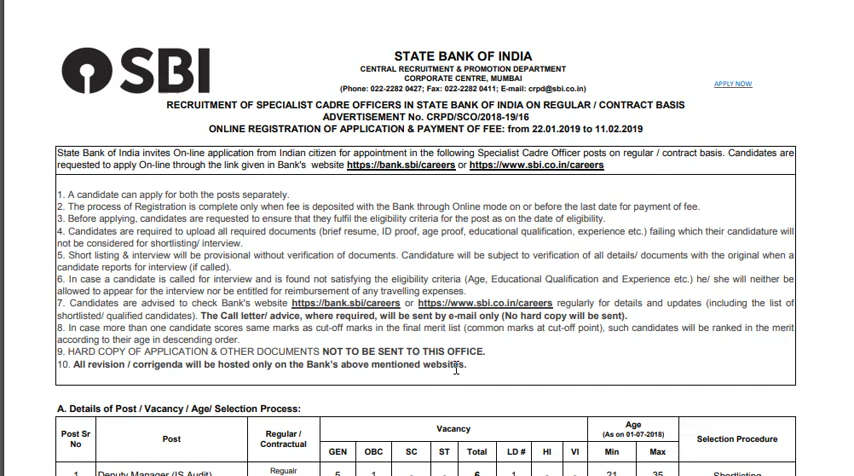 SBI
STATE BANK OF INDIA
CENTRAL RECRUITMENT & PROMOTION DEPARTMENT
CORPORATE CENTRE, MUMBAI
(Phone: 022-2282 0427; Fax: 022-2282 0411; E-mail: crpd@sbi.co.in)
APPLY NOW
RECRUITMENT OF SPECIALIST CADRE OFFICERS IN STATE BANK OF INDIA ON REGULAR / CONTRACT BASIS
ADVERTISEMENT No. CRPD/SCO/2018-19/16
ONLINE REGISTRATION OF APPLICATION & PAYMENT OF FEE: from 22.01.2019 to 11.02.2019
State Bank of India invites On-line application from Indian citizen for appointment in the following Specialist Cadre Officer posts on regular / contract basis. Candidates are
requested to apply On-line through the link given in Bank's website https://bank.sbi/careers or https://www.sbi.co.in/careers
1. A candidate can apply for both the posts separately.
2. The process of Registration is complete only when fee is deposited with the Bank through Online mode on or before the last date for payment of fee.
3. Before applying, candidates are requested to ensure that they fulfil the eligibility criteria for the post as on the date of eligibility.
4. Candidates are required to upload all required documents (brief resume, ID proof, age proof, educational qualification, experience etc.) failing which their candidature will
not be considered for shortlisting/ interview.
5. Short listing & interview will be provisional without verification of documents. Candidature will be subject to verification of all details/ documents with the original when a
candidate reports for interview (if called).
6. In case a candidate is called for interview and is found not satisfying the eligibility criteria (Age, Educational Qualification and Experience etc.) he/ she will neither be
allowed to appear for the interview nor be entitled for reimbursement of any travelling expenses.
7. Candidates are advised to check Bank's website https://bank.sbi/careers or https://www.sbi.co.in/careers regularly for details and updates (including the list of
shortlisted/ qualified candidates). The Call letter/ advice, where required, will be sent by e-mail only (No hard copy will be sent).
8. In case more than one candidate scores same marks as cut-off marks in the final merit list (common marks at cut-off point), such candidates will be ranked in the merit
according to their age in descending order.
9. HARD COPY OF APPLICATION & OTHER DOCUMENTS NOT TO BE SENT TO THIS OFFICE.
10. All revision / corrigenda will be hosted only on the Bank's above mentioned websites.
A. Details of Post / Vacancy / Age/ Selection Process:
Post Sr No Post Regular / Contractual Vacancy Age (As on 01-07-2018) Selection Procedure
GEN OBC SC ST Total LD # HI VI Min Max
1 Deputy Manager (IS Audit) Regualr 5 1 - - 6 1 - - 21 35 Shortlisting